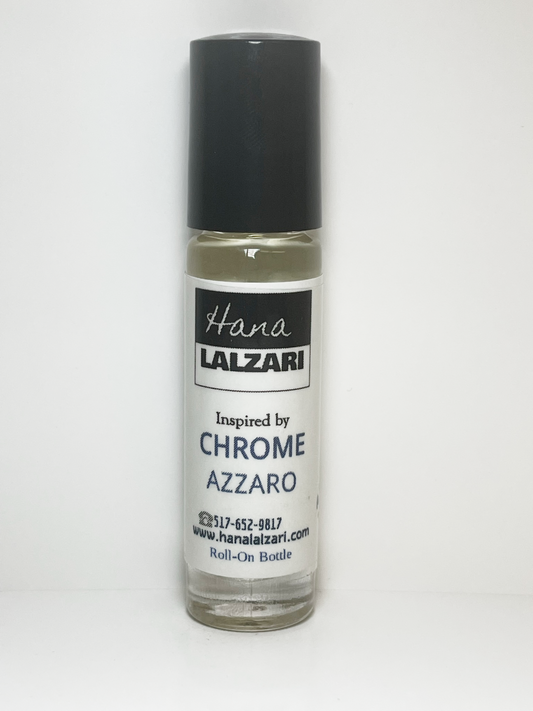 Hana
LALZARI
Inspired by
CHROME
AZZARO
☎517-652-9817
www.hanalalzari.com
Roll-On Bottle